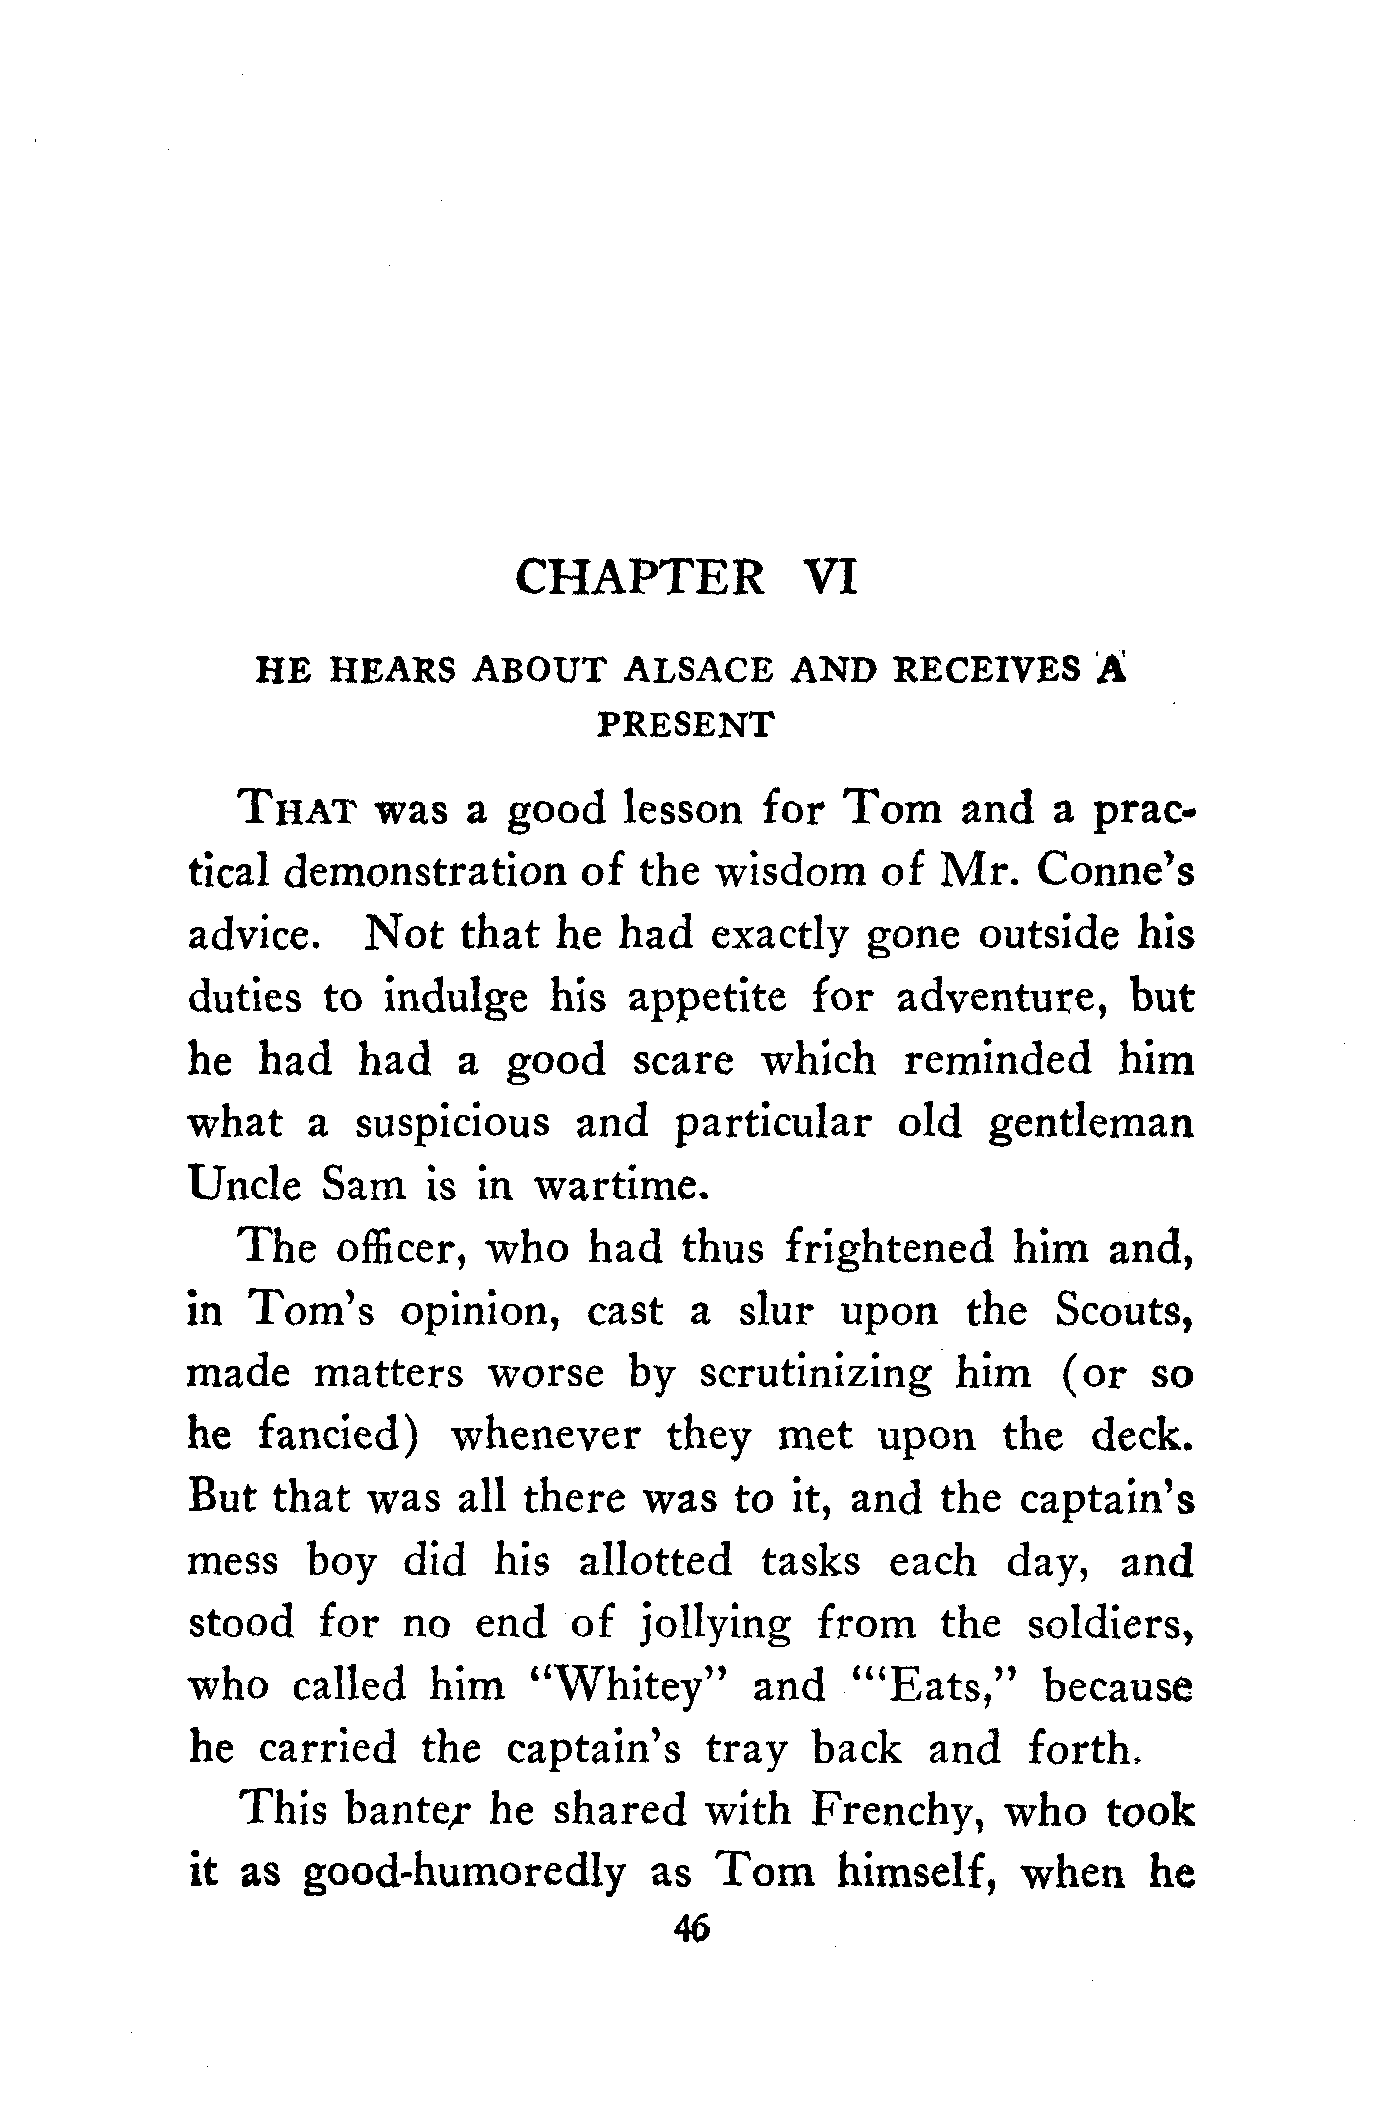 CHAPTER VI
HE HEARS ABOUT ALSACE AND RECEIVES A
PRESENT
THAT was a good lesson for Tom and a prac-
tical demonstration of the wisdom of Mr. Conne's
advice. Not that he had exactly gone outside his
duties to indulge his appetite for adventure, but
he had had a good scare which reminded him
what a suspicious and particular old gentleman
Uncle Sam is in wartime.
The officer, who had thus frightened him and,
in Tom's opinion, cast a slur upon the Scouts,
made matters worse by scrutinizing him (or so
he fancied) whenever they met upon the deck.
But that was all there was to it, and the captain's
mess boy did his allotted tasks each day, and
stood for no end of jollying from the soldiers,
who called him "Whitey" and "'Eats," because
he carried the captain's tray back and forth.
This banter he shared with Frenchy, who took
it as good-humoredly as Tom himself, when he
46